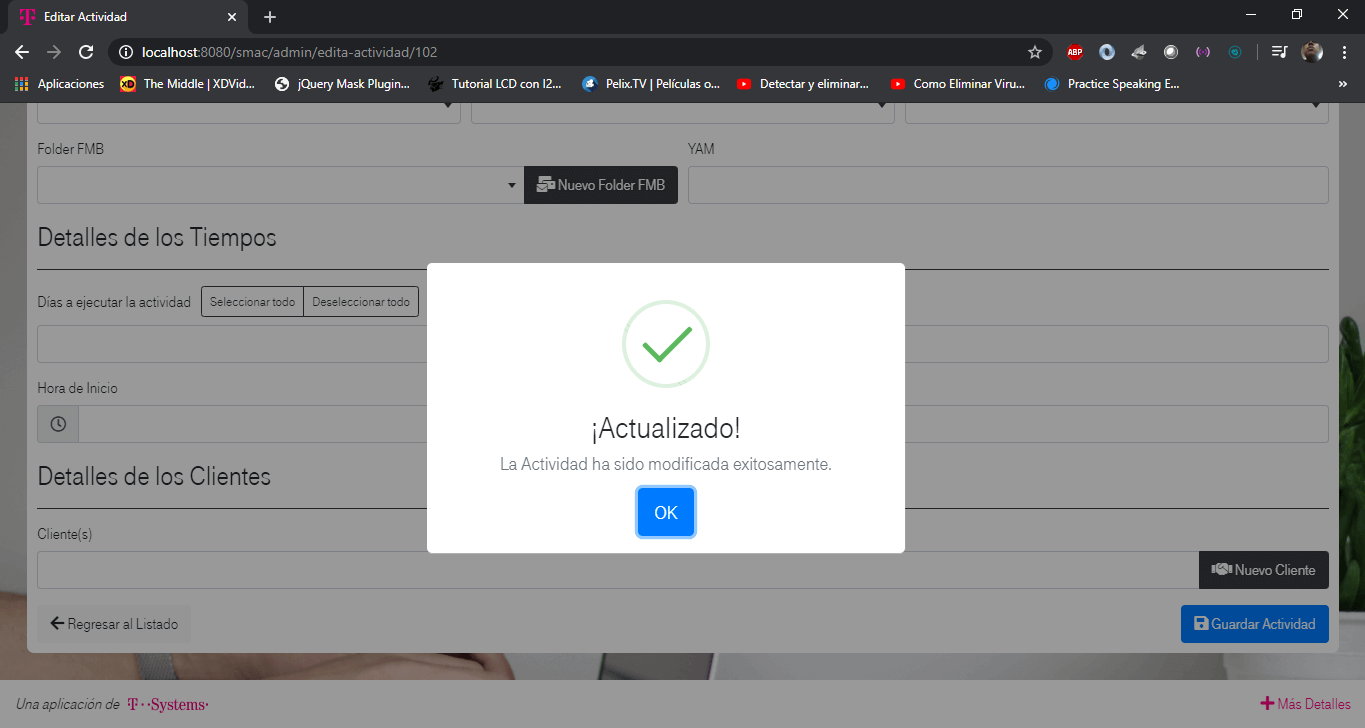 Editar Actividad
localhost:8080/smac/admin/edita-actividad/102
ABP
Aplicaciones
XD
The Middle | XDVid...
jQuery Mask Plugin...
Tutorial LCD con I2...
Pelix.TV | Películas o...
Detectar y eliminar...
Como Eliminar Viru...
Practice Speaking E...
»
Folder FMB
YAM
Nuevo Folder FMB
Detalles de los Tiempos
Días a ejecutar la actividad
Seleccionar todo
Deseleccionar todo
Hora de Inicio
¡Actualizado!
La Actividad ha sido modificada exitosamente.
OK
Detalles de los Clientes
Cliente(s)
Nuevo Cliente
Regresar al Listado
Guardar Actividad
Una aplicación de T··Systems·
Más Detalles